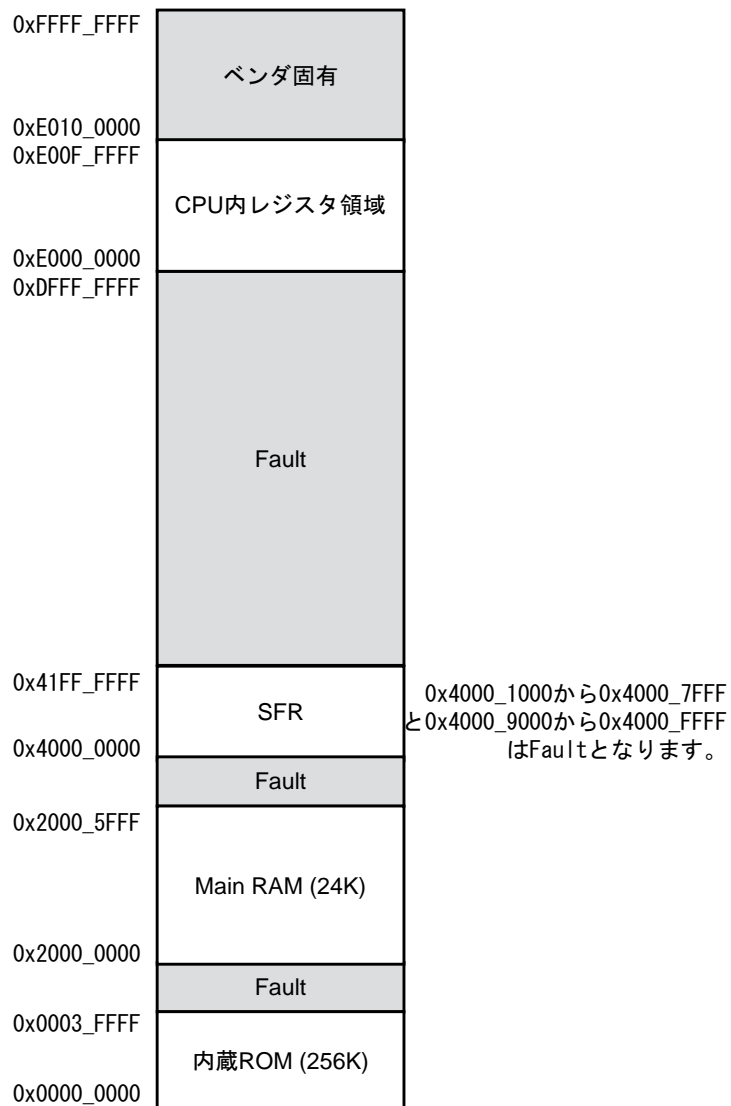 0xFFFF_FFFF
ベンダ固有
0xE010_0000
0xE00F_FFFF
CPU内レジスタ領域
0xE000_0000
0xDFFF_FFFF
Fault
0x41FF_FFFF
SFR
0x4000_1000から0x4000_7FFF
と0x4000_9000から0x4000_FFFF
はFaultとなります。
0x4000_0000
Fault
0x2000_5FFF
Main RAM (24K)
0x2000_0000
Fault
0x0003_FFFF
内蔵ROM (256K)
0x0000_0000